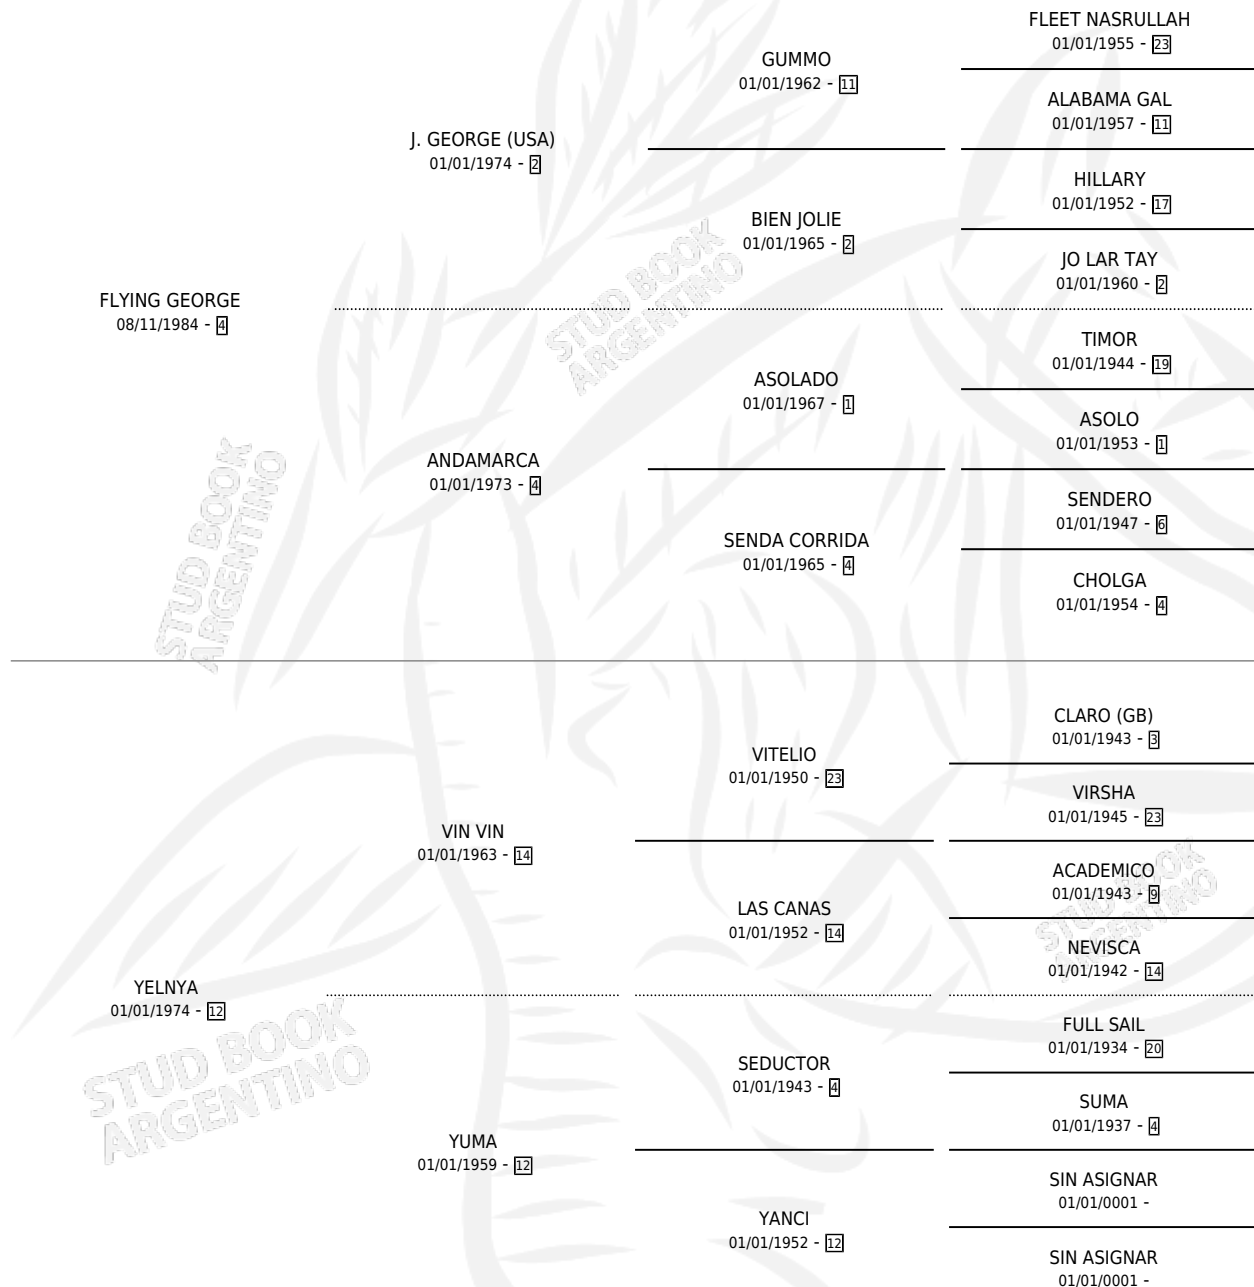 FLYING GEORGE
08/11/1984 - 4
J. GEORGE (USA)
01/01/1974 - 2
ANDAMARCA
01/01/1973 - 4
GUMMO
01/01/1962 - 11
BIEN JOLIE
01/01/1965 - 2
ASOLADO
01/01/1967 - 1
SENDA CORRIDA
01/01/1965 - 4
FLEET NASRULLAH
01/01/1955 - 23
ALABAMA GAL
01/01/1957 - 11
HILLARY
01/01/1952 - 17
JO LAR TAY
01/01/1960 - 2
TIMOR
01/01/1944 - 19
ASOLO
01/01/1953 - 1
SENDERO
01/01/1947 - 6
CHOLGA
01/01/1954 - 4
YELNYA
01/01/1974 - 12
VIN VIN
01/01/1963 - 14
YUMA
01/01/1959 - 12
VITELIO
01/01/1950 - 23
LAS CANAS
01/01/1952 - 14
SEDUCTOR
01/01/1943 - 4
YANCI
01/01/1952 - 12
CLARO (GB)
01/01/1943 - 3
VIRSHA
01/01/1945 - 23
ACADEMICO
01/01/1943 - 9
NEVISCA
01/01/1942 - 14
FULL SAIL
01/01/1934 - 20
SUMA
01/01/1937 - 4
SIN ASIGNAR
01/01/0001 -
SIN ASIGNAR
01/01/0001 -
STUD BOOK
ARGENTINO
STUD BOOK
ARGENTINO
STUD BOOK
ARGENTINO
STUD BOOK
ARGENTINO